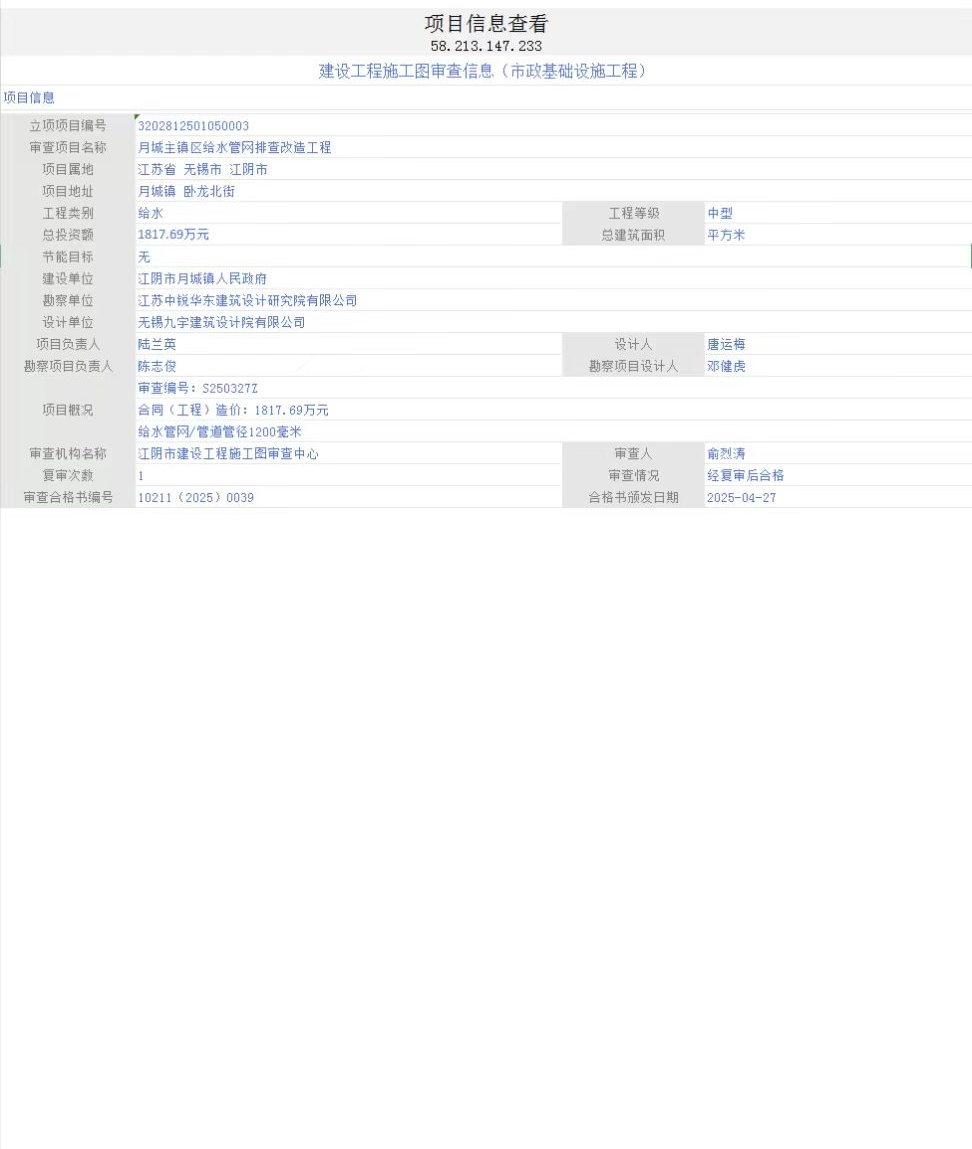 项目信息查看
58.213.147.233
建设工程施工图审查信息（市政基础设施工程）
项目信息
立项项目编号 3202812501050003
审查项目名称 月城主镇区给水管网排查改造工程
项目属地 江苏省 无锡市 江阴市
项目地址 月城镇 卧龙北街
工程类别 给水 工程等级 中型
总投资额 1817.69万元 总建筑面积 平方米
节能目标 无
建设单位 江阴市月城镇人民政府
勘察单位 江苏中锐华东建筑设计研究院有限公司
设计单位 无锡九宇建筑设计院有限公司
项目负责人 陆兰英 设计人 唐运梅
勘察项目负责人 陈志俊 勘察项目设计人 邓健虎
审查编号：S250327Z
项目概况 合同（工程）造价：1817.69万元
给水管网/管道管径1200毫米
审查机构名称 江阴市建设工程施工图审查中心 审查人 俞烈涛
复审次数 1 审查情况 经复审后合格
审查合格书编号 10211（2025）0039 合格书颁发日期 2025-04-27